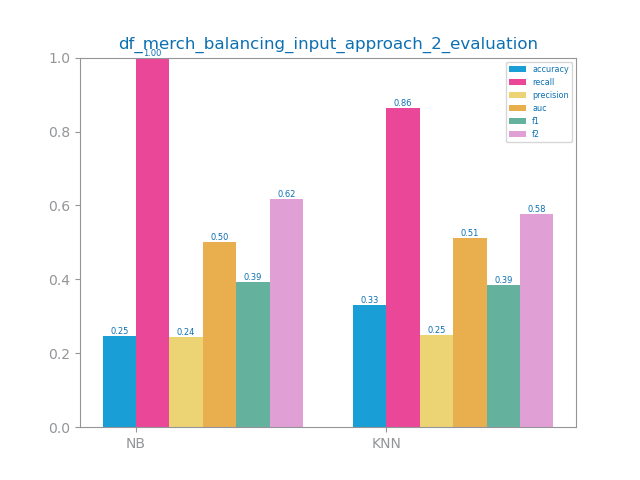 df_merch_balancing_input_approach_2_evaluation
1.0
0.8
0.6
0.4
0.2
0.0
0.25
1.00
0.24
0.50
0.39
0.62
0.33
0.86
0.25
0.51
0.39
0.58
accuracy
recall
precision
auc
f1
f2
NB
KNN